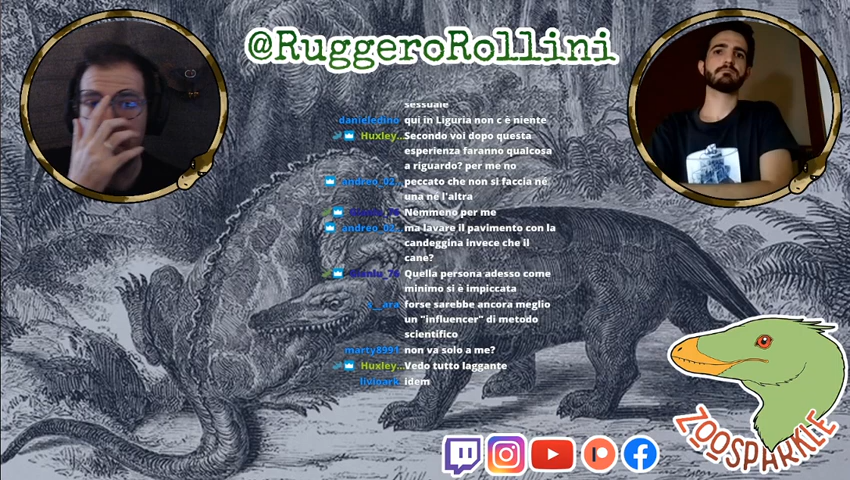 @RuggeroRollini
sessuale
danieledino qui in Liguria non c è niente
Huxley... Secondo voi dopo questa
esperienza faranno qualcosa
a riguardo? per me no
andreo_02.. peccato che non si faccia né
una né l'altra
Nemmeno per me
andreo_02.. ma lavare il pavimento con la
candeggina invece che il
cane?
Quella persona adesso come
minimo si è impiccata
forse sarebbe ancora meglio
un "influencer" di metodo
scientifico
marty8991 non va solo a me?
Huxley... Vedo tutto laggante
livioark idem
ZOOSPARKLE